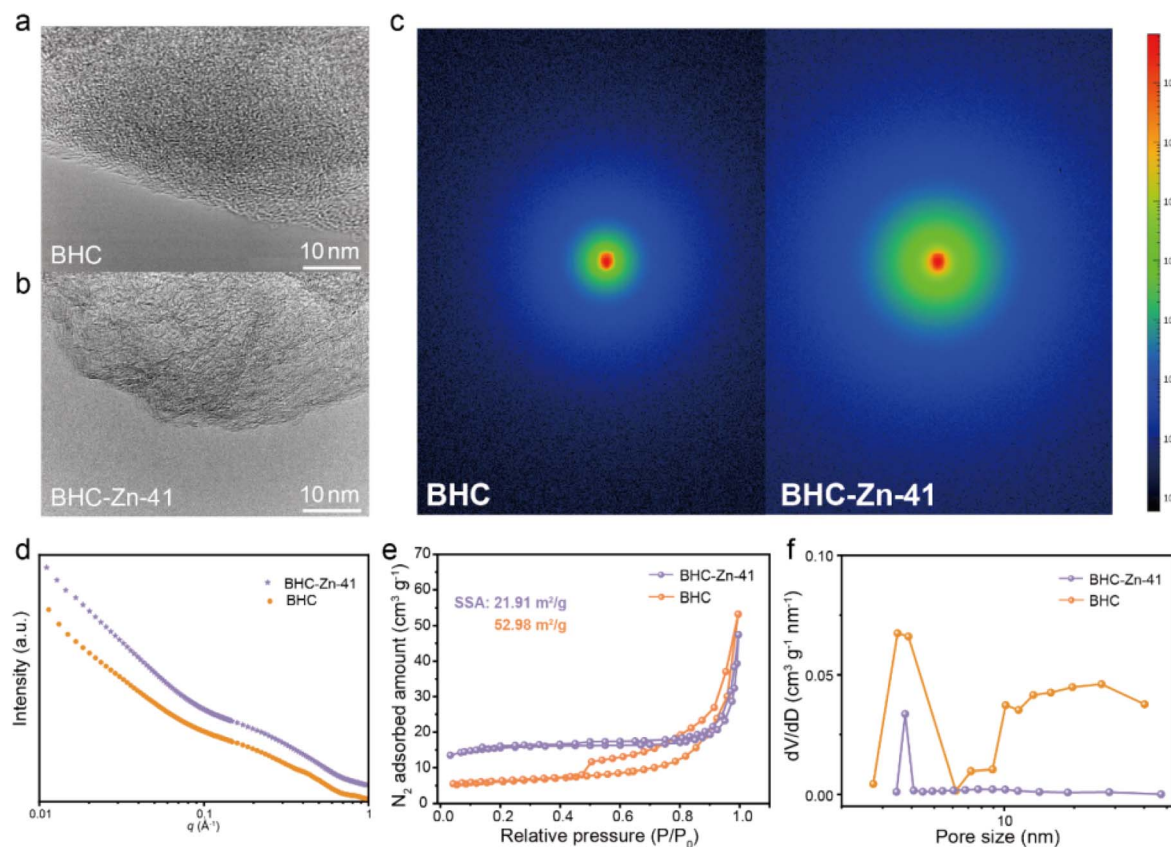 a
BHC
10 nm
b
BHC-Zn-41
10 nm
c
BHC
BHC-Zn-41
d
BHC-Zn-41
BHC
Intensity (a.u.)
0.01
0.1
1
q (Å⁻¹)
e
70
60
50
40
30
20
10
0
N₂ adsorbed amount (cm³ g⁻¹)
SSA: 21.91 m²/g
52.98 m²/g
BHC-Zn-41
BHC
0.0
0.2
0.4
0.6
0.8
1.0
Relative pressure (P/P₀)
f
0.10
0.05
0.00
dV/dD (cm³ g⁻¹ nm⁻¹)
BHC-Zn-41
BHC
10
Pore size (nm)